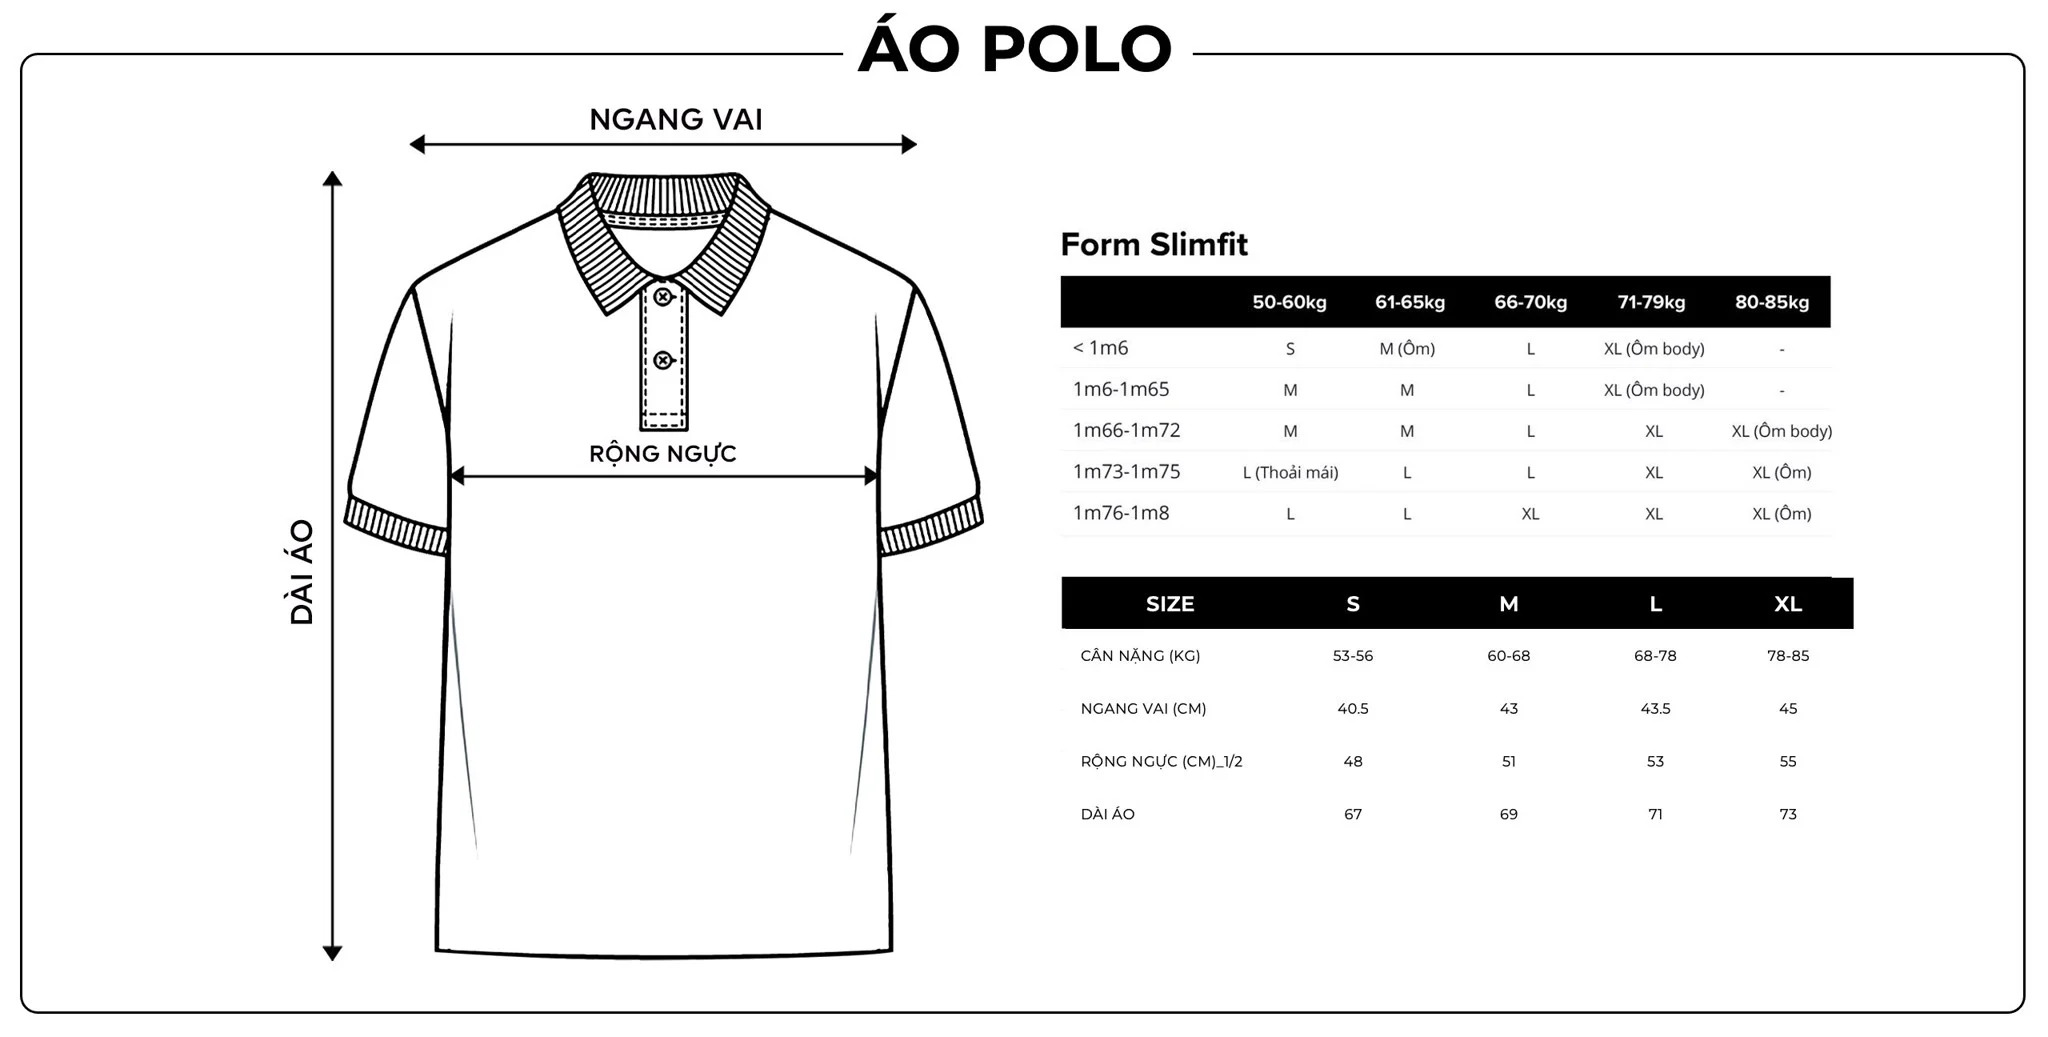 ÁO POLO
NGANG VAI
RỘNG NGỰC
DÀI ÁO
Form Slimfit
50-60kg 61-65kg 66-70kg 71-79kg 80-85kg
< 1m6 S M (Ôm) L XL (Ôm body) -
1m6-1m65 M M L XL (Ôm body) -
1m66-1m72 M M L XL XL (Ôm body)
1m73-1m75 L (Thoải mái) L L XL XL (Ôm)
1m76-1m8 L L XL XL XL (Ôm)
SIZE S M L XL
CÂN NẶNG (KG) 53-56 60-68 68-78 78-85
NGANG VAI (CM) 40.5 43 43.5 45
RỘNG NGỰC (CM)_1/2 48 51 53 55
DÀI ÁO 67 69 71 73